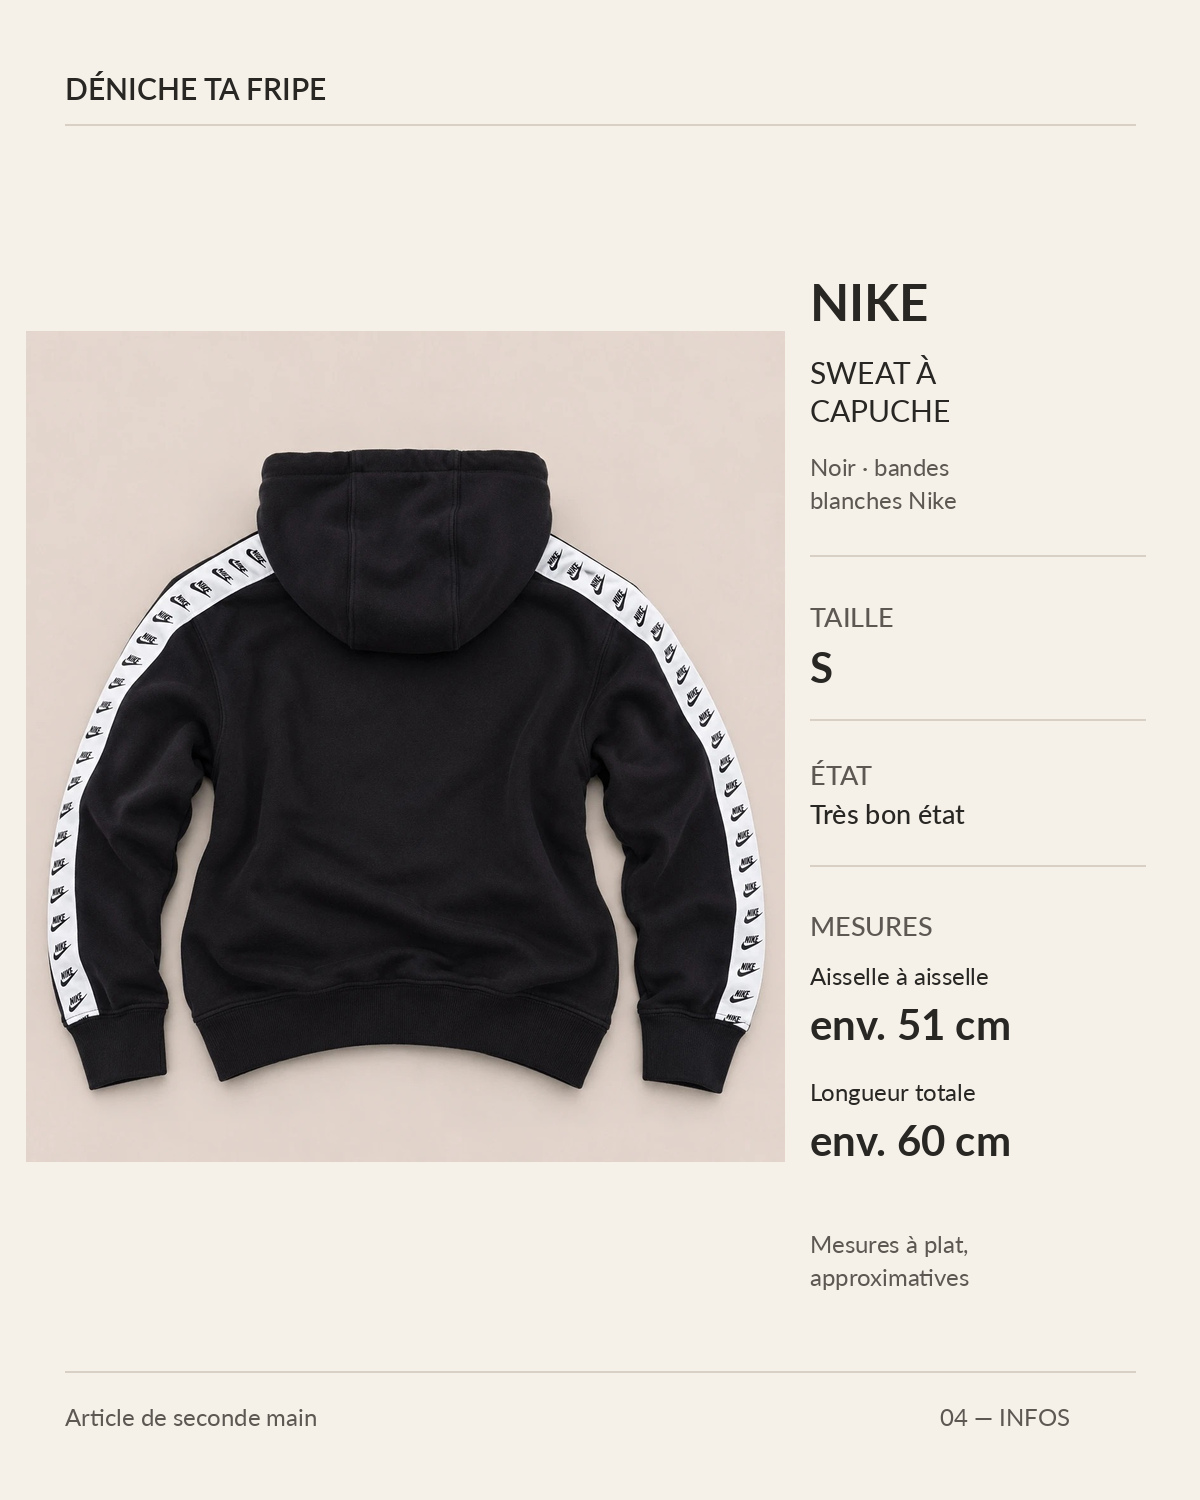 DÉNICHE TA FRIPE
NIKE
SWEAT À
CAPUCHE
Noir · bandes
blanches Nike
TAILLE
S
ÉTAT
Très bon état
MESURES
Aisselle à aisselle
env. 51 cm
Longueur totale
env. 60 cm
Mesures à plat,
approximatives
Article de seconde main
04 — INFOS